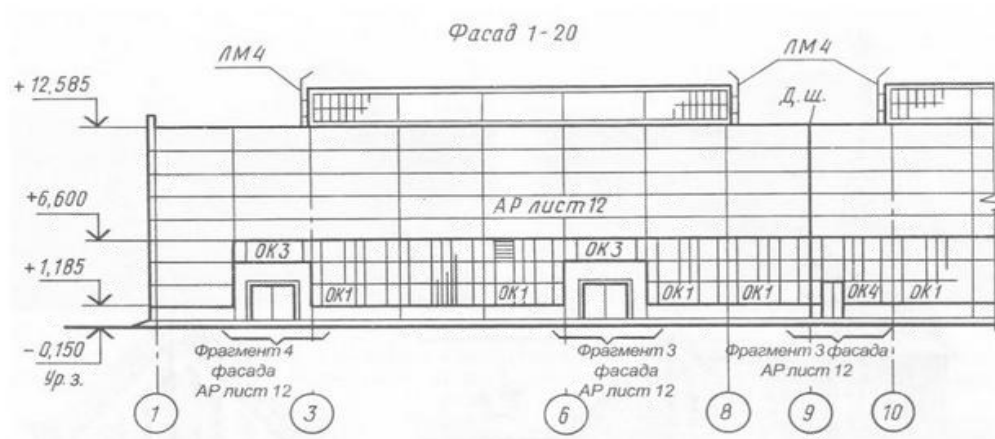 Фасад 1-20
ЛМ4
ЛМ4
+ 12,585
Д.ш.
+6,600
АР лист 12
ОК3
ОК3
+1,185
ОК1
ОК1
ОК1
ОК1
ОК4
ОК1
- 0,150
Ур. з.
Фрагмент 4
фасада
АР лист 12
Фрагмент 3
фасада
АР лист 12
Фрагмент 3 фасада
АР лист 12
1
3
6
8
9
10